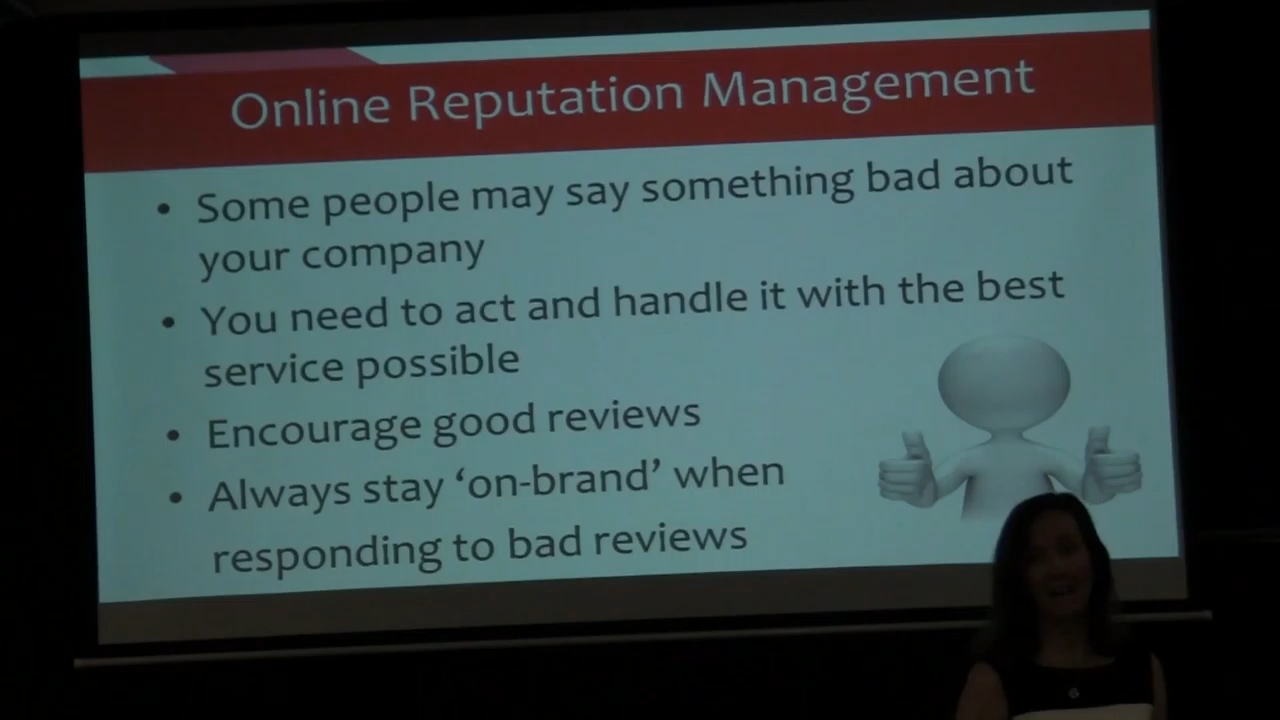 Online Reputation Management
• Some people may say something bad about
your company
• You need to act and handle it with the best
service possible
• Encourage good reviews
• Always stay ‘on-brand’ when
responding to bad reviews